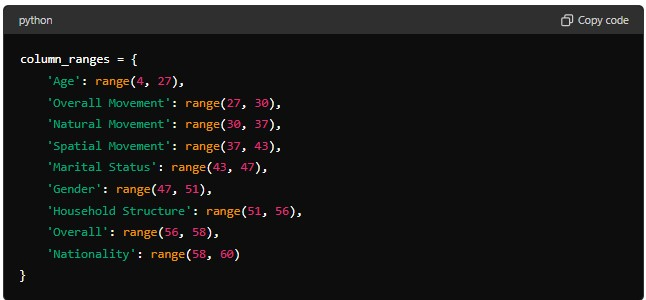 python Copy code
column_ranges = {
    'Age': range(4, 27),
    'Overall Movement': range(27, 30),
    'Natural Movement': range(30, 37),
    'Spatial Movement': range(37, 43),
    'Marital Status': range(43, 47),
    'Gender': range(47, 51),
    'Household Structure': range(51, 56),
    'Overall': range(56, 58),
    'Nationality': range(58, 60)
}